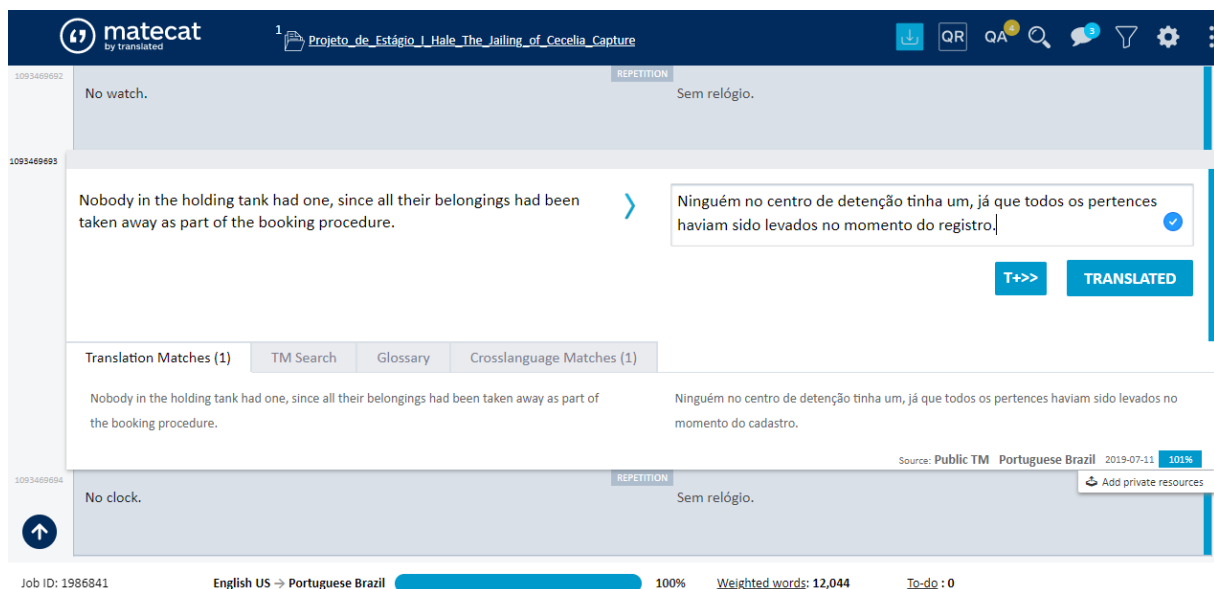 matecat
by translated
1 Projeto_de_Estágio_I_Hale_The_Jailing_of_Cecelia_Capture
QR QA 4 3
1093469692
REPETITION
No watch.
Sem relógio.
1093469693
Nobody in the holding tank had one, since all their belongings had been
taken away as part of the booking procedure.
Ninguém no centro de detenção tinha um, já que todos os pertences
haviam sido levados no momento do registro.
T+>> TRANSLATED
Translation Matches (1) TM Search Glossary Crosslanguage Matches (1)
Nobody in the holding tank had one, since all their belongings had been taken away as part of
the booking procedure.
Ninguém no centro de detenção tinha um, já que todos os pertences haviam sido levados no
momento do cadastro.
Source: Public TM Portuguese Brazil 2019-07-11 101%
1093469694
REPETITION
Add private resources
No clock.
Sem relógio.
Job ID: 1986841 English US → Portuguese Brazil 100% Weighted words: 12,044 To-do : 0